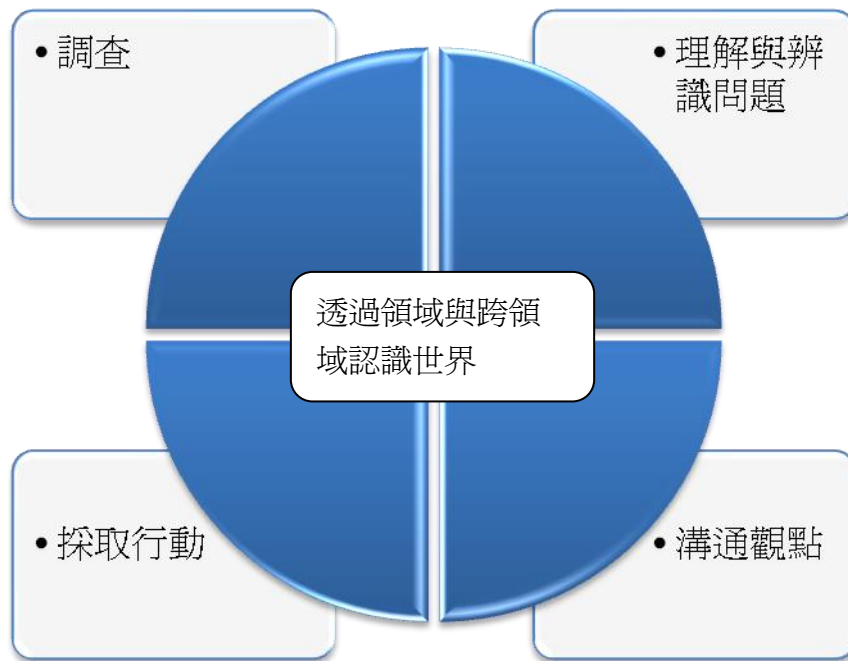 • 調查
• 理解與辨
識問題
透過領域與跨領
域認識世界
• 採取行動
• 溝通觀點